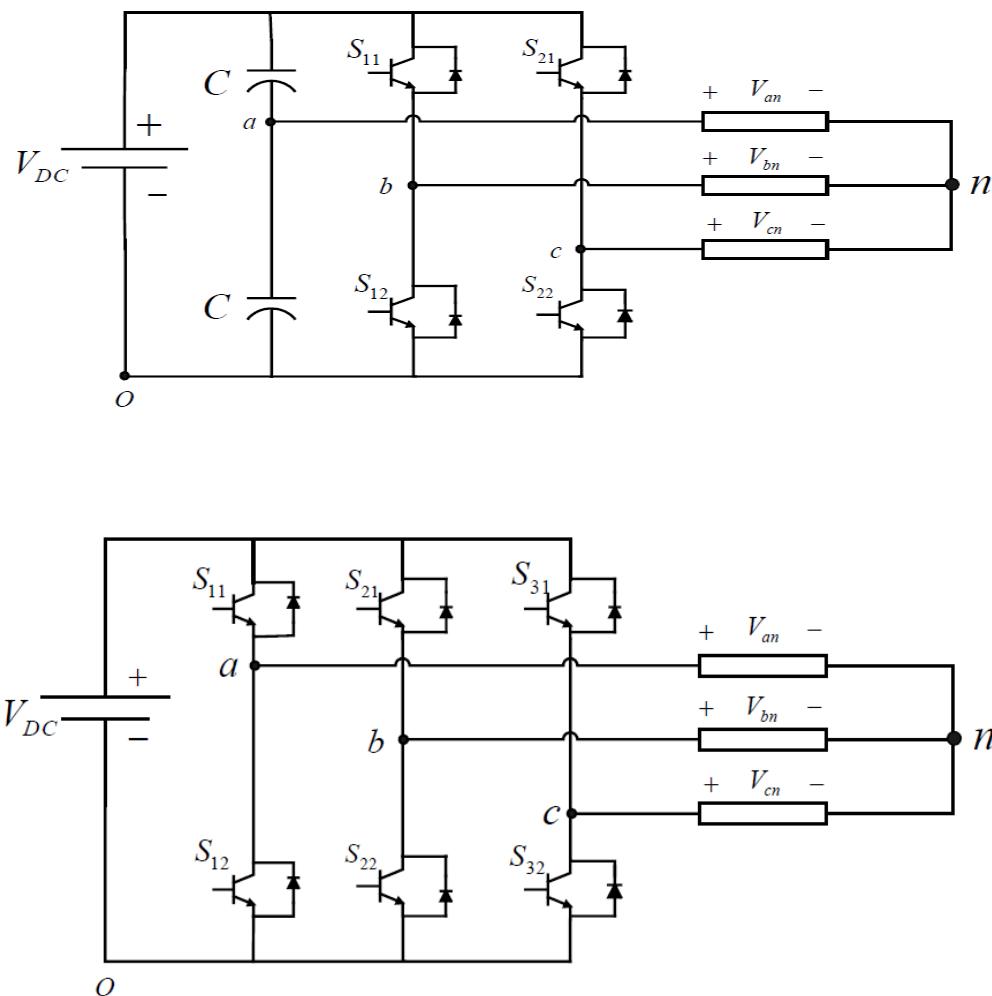 S11
S21
C
+ Van −
a
+
VDC
−
+ Vbn −
b
n
+ Vcn −
c
S12
S22
C
o
S11
S21
S31
+ Van −
a
+
VDC
−
+ Vbn −
b
n
+ Vcn −
c
S12
S22
S32
o